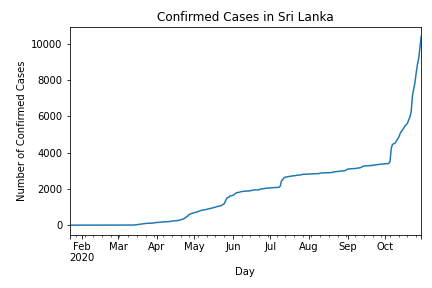 Confirmed Cases in Sri Lanka
Number of Confirmed Cases
10000
8000
6000
4000
2000
0
Feb Mar Apr May Jun Jul Aug Sep Oct
2020
Day